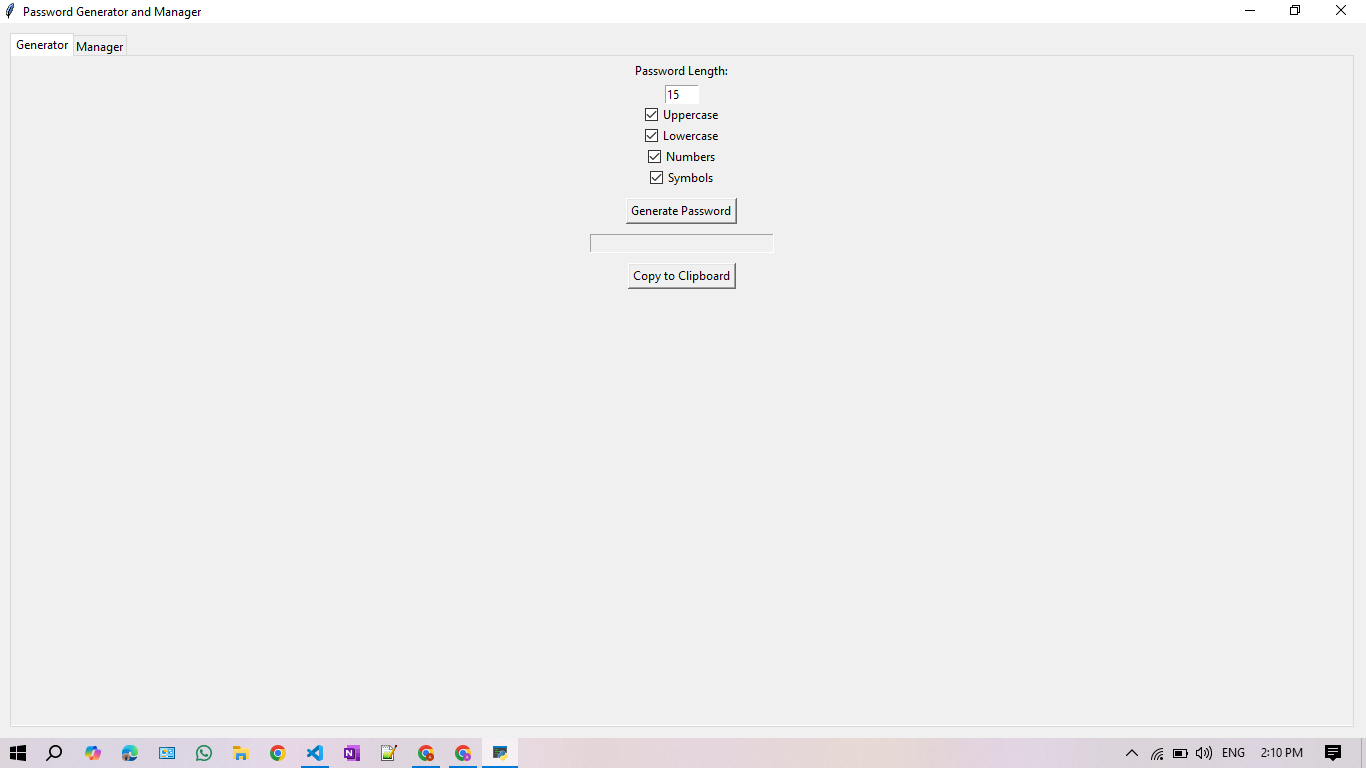 Password Generator and Manager
Generator
Manager
Password Length:
15
Uppercase
Lowercase
Numbers
Symbols
Generate Password
Copy to Clipboard
ENG
2:10 PM